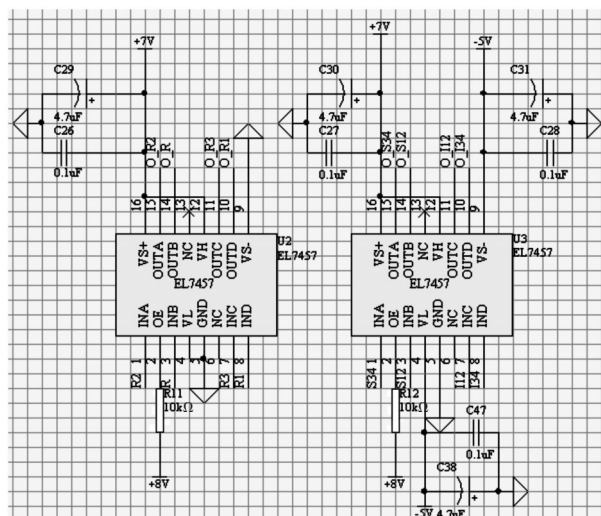 +7V
+7V
-5V
C29
C30
C31
4.7uF
4.7uF
4.7uF
C26
C27
C28
0.1uF
0.1uF
0.1uF
O_R2
O_R
O_R3
O_R1
O_S34
O_S12
O_I12
O_I34
16 15 14 13 12 11 10 9
16 15 14 13 12 11 10 9
VS+ OUTA OUTB NC VH OUTC OUTD VS-
U2
EL7457
VS+ OUTA OUTB NC VH OUTC OUTD VS-
U3
EL7457
EL7457
EL7457
INA OE INB VL GND NC INC IND
INA OE INB VL GND NC INC IND
1 2 3 4 5 6 7 8
1 2 3 4 5 6 7 8
R2
R
R3
R1
S34
S12
I12
I34
R11
10kΩ
R12
10kΩ
C47
0.1uF
+8V
+8V
C38
-5V
4.7uF